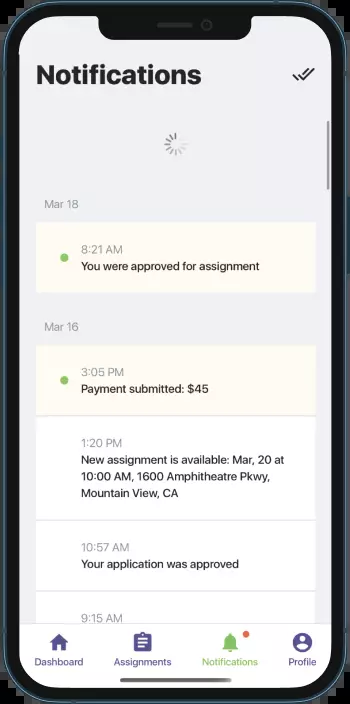 Notifications
Mar 18
8:21 AM
You were approved for assignment
Mar 16
3:05 PM
Payment submitted: $45
1:20 PM
New assignment is available: Mar, 20 at
10:00 AM, 1600 Amphitheatre Pkwy,
Mountain View, CA
10:57 AM
Your application was approved
9:15 AM
Dashboard Assignments Notifications Profile